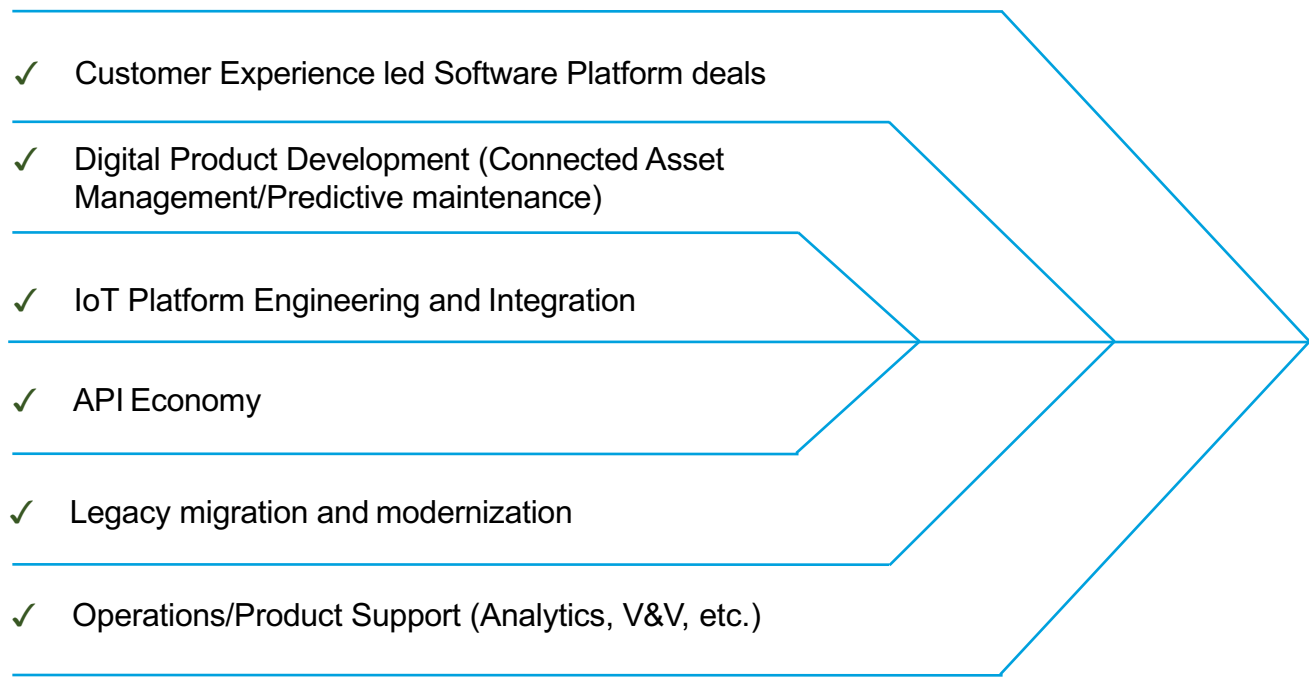 ✓ Customer Experience led Software Platform deals
✓ Digital Product Development (Connected Asset
Management/Predictive maintenance)
✓ IoT Platform Engineering and Integration
✓ API Economy
✓ Legacy migration and modernization
✓ Operations/Product Support (Analytics, V&V, etc.)